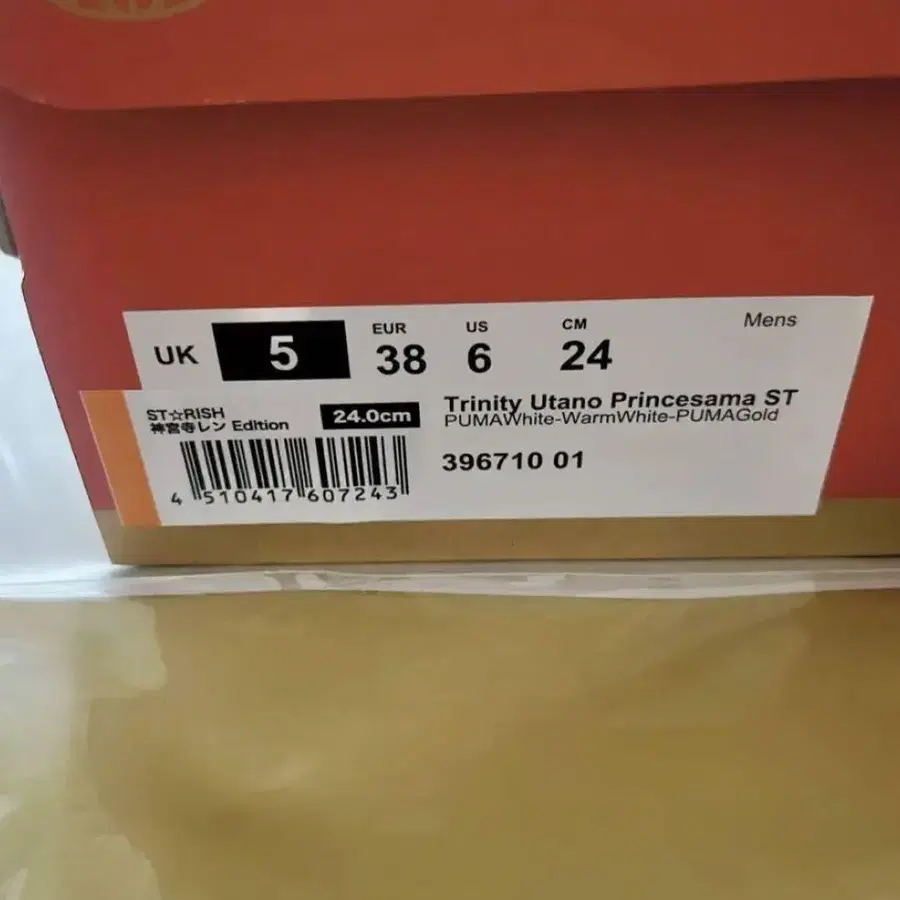 Mens
UK 5 EUR 38 US 6 CM 24
ST☆RISH
神宮寺レン Edition
24.0cm
4 510417 607243
Trinity Utano Princesama ST
PUMAWhite-WarmWhite-PUMAGold
396710 01